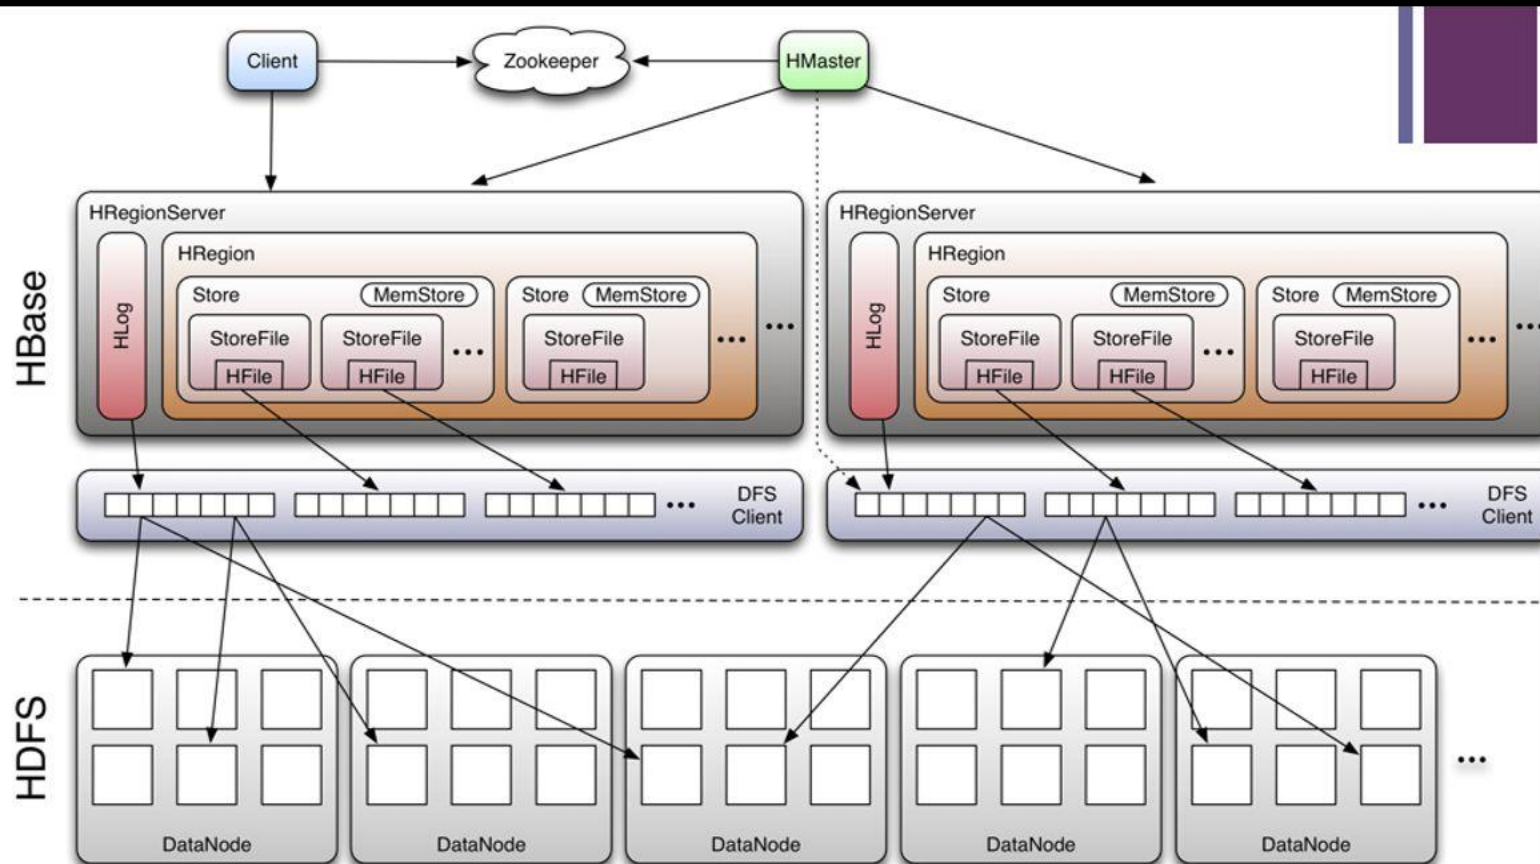 Client
Zookeeper
HMaster
HBase
HRegionServer
HLog
HRegion
Store
MemStore
StoreFile
HFile
StoreFile
HFile
...
Store
MemStore
StoreFile
HFile
...
...
HRegionServer
HLog
HRegion
Store
MemStore
StoreFile
HFile
StoreFile
HFile
...
Store
MemStore
StoreFile
HFile
...
...
...
DFS
Client
...
DFS
Client
HDFS
DataNode
DataNode
DataNode
DataNode
DataNode
...